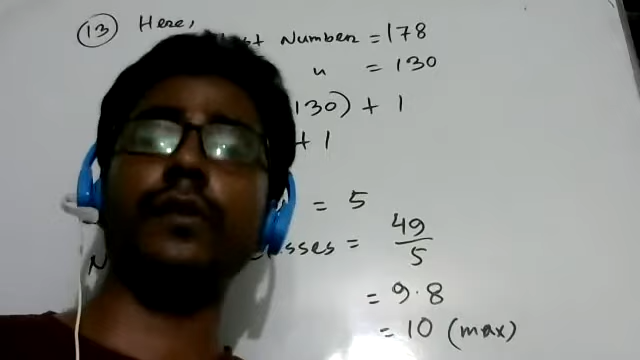 13 Here,
Number = 178
" = 130
130) + 1
+ 1
= 5
= 49/5
= 9.8
= 10 (max)